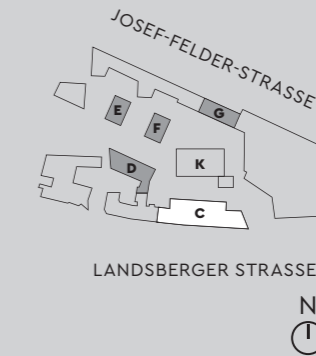 JOSEF-FELDER-STRASSE
E
F
G
D
K
C
LANDSBERGER STRASSE
N